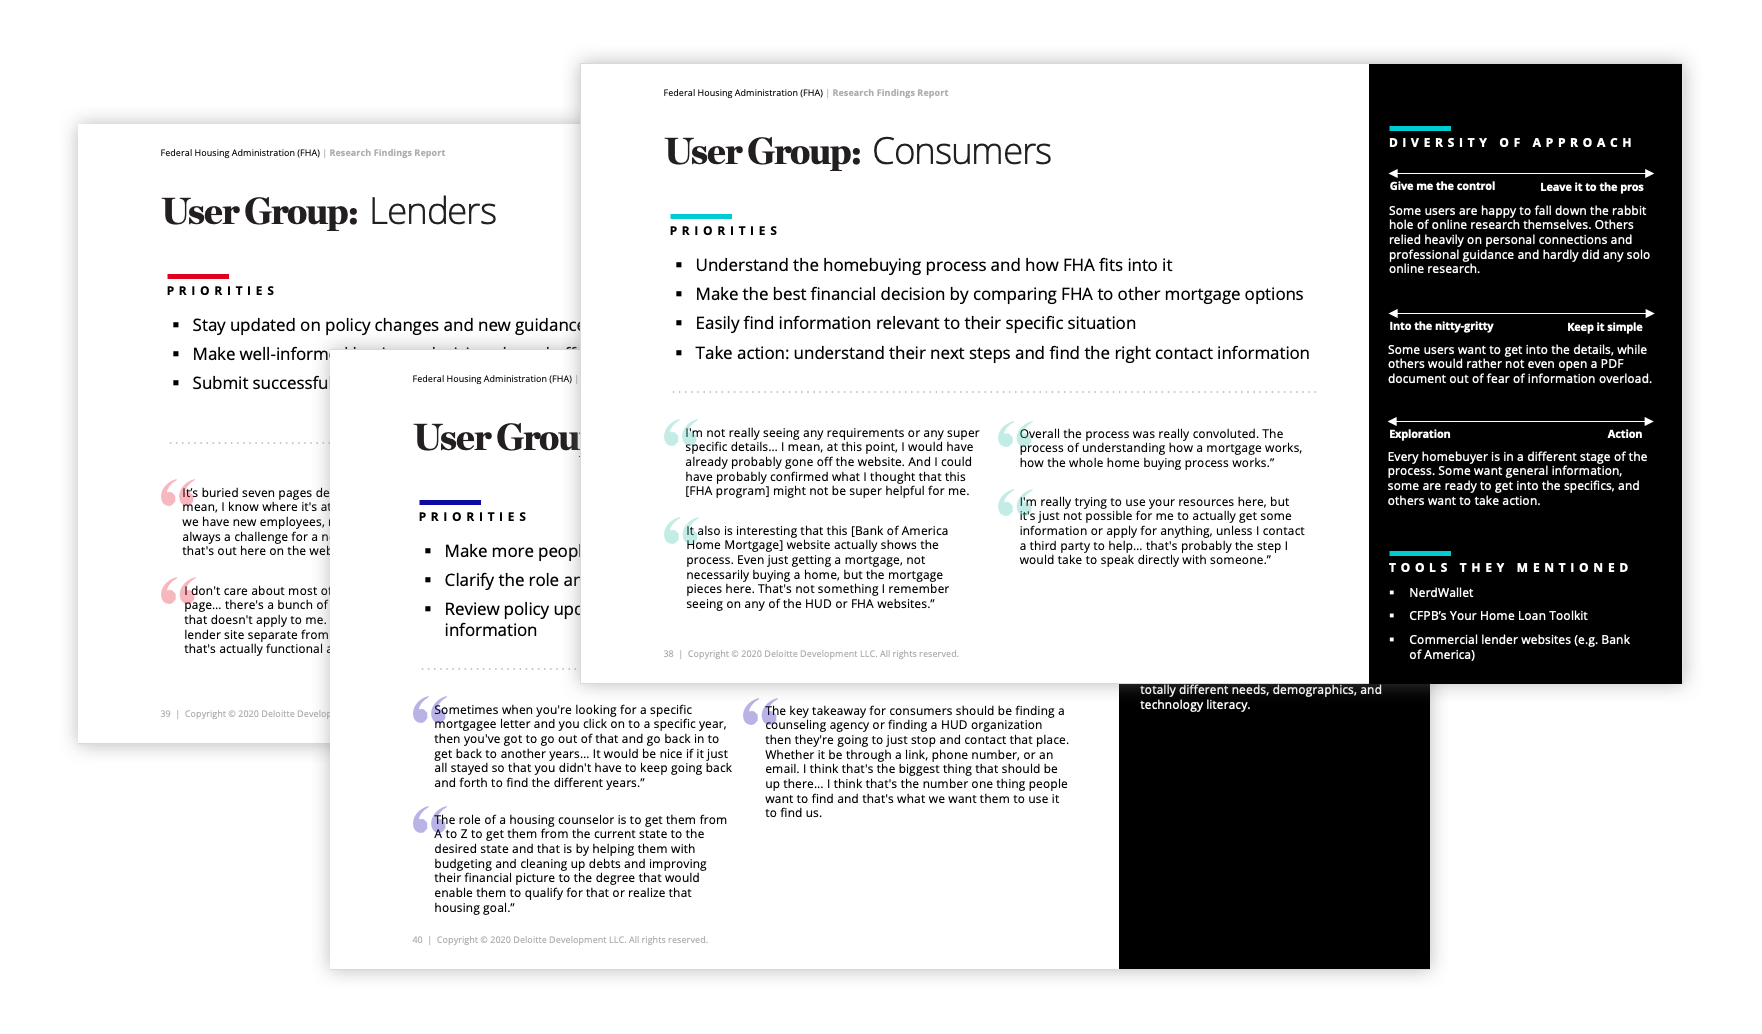 Federal Housing Administration (FHA) | Research Findings Report
User Group: Consumers
PRIORITIES
▪ Understand the homebuying process and how FHA fits into it
▪ Make the best financial decision by comparing FHA to other mortgage options
▪ Easily find information relevant to their specific situation
▪ Take action: understand their next steps and find the right contact information
“I'm not really seeing any requirements or any super
specific details… I mean, at this point, I would have
already probably gone off the website. And I could
have probably confirmed what I thought that this
[FHA program] might not be super helpful for me.
“It also is interesting that this [Bank of America
Home Mortgage] website actually shows the
process. Even just getting a mortgage, not
necessarily buying a home, but the mortgage
pieces here. That's not something I remember
seeing on any of the HUD or FHA websites.”
“Overall the process was really convoluted. The
process of understanding how a mortgage works,
how the whole home buying process works.”
“I'm really trying to use your resources here, but
it's just not possible for me to actually get some
information or apply for anything, unless I contact
a third party to help… that's probably the step I
would take to speak directly with someone.”
38 | Copyright © 2020 Deloitte Development LLC. All rights reserved.
DIVERSITY OF APPROACH
Give me the control Leave it to the pros
Some users are happy to fall down the rabbit
hole of online research themselves. Others
relied heavily on personal connections and
professional guidance and hardly did any solo
online research.
Into the nitty-gritty Keep it simple
Some users want to get into the details, while
others would rather not even open a PDF
document out of fear of information overload.
Exploration Action
Every homebuyer is in a different stage of the
process. Some want general information,
some are ready to get into the specifics, and
others want to take action.
TOOLS THEY MENTIONED
▪ NerdWallet
▪ CFPB’s Your Home Loan Toolkit
▪ Commercial lender websites (e.g. Bank
of America)
Federal Housing Administration (FHA) | Research Findings Report
User Group: Lenders
PRIORITIES
▪ Stay updated on policy changes and new guidance
▪ Make well-inform
▪ Submit successfu
“It’s buried seven pages de
mean, I know where it's at
we have new employees,
always a challenge for a n
that's out here on the web
“I don't care about most of
page… there's a bunch of
that doesn't apply to me.
lender site separate from
that's actually functional a
39 | Copyright © 2020 Deloitte Develop
Federal Housing Administration (FHA) |
User Grou
PRIORITIES
▪ Make more peopl
▪ Clarify the role an
▪ Review policy upd
information
“Sometimes when you're looking for a specific
mortgagee letter and you click on to a specific year,
then you've got to go out of that and go back in to
get back to another years… It would be nice if it just
all stayed so that you didn't have to keep going back
and forth to find the different years.”
“The role of a housing counselor is to get them from
A to Z to get them from the current state to the
desired state and that is by helping them with
budgeting and cleaning up debts and improving
their financial picture to the degree that would
enable them to qualify for that or realize that
housing goal.”
“The key takeaway for consumers should be finding a
counseling agency or finding a HUD organization
then they're going to just stop and contact that place.
Whether it be through a link, phone number, or an
email. I think that's the biggest thing that should be
up there… I think that's the number one thing people
want to find and that's what we want them to use it
to find us.
40 | Copyright © 2020 Deloitte Development LLC. All rights reserved.
totally different needs, demographics, and
technology literacy.